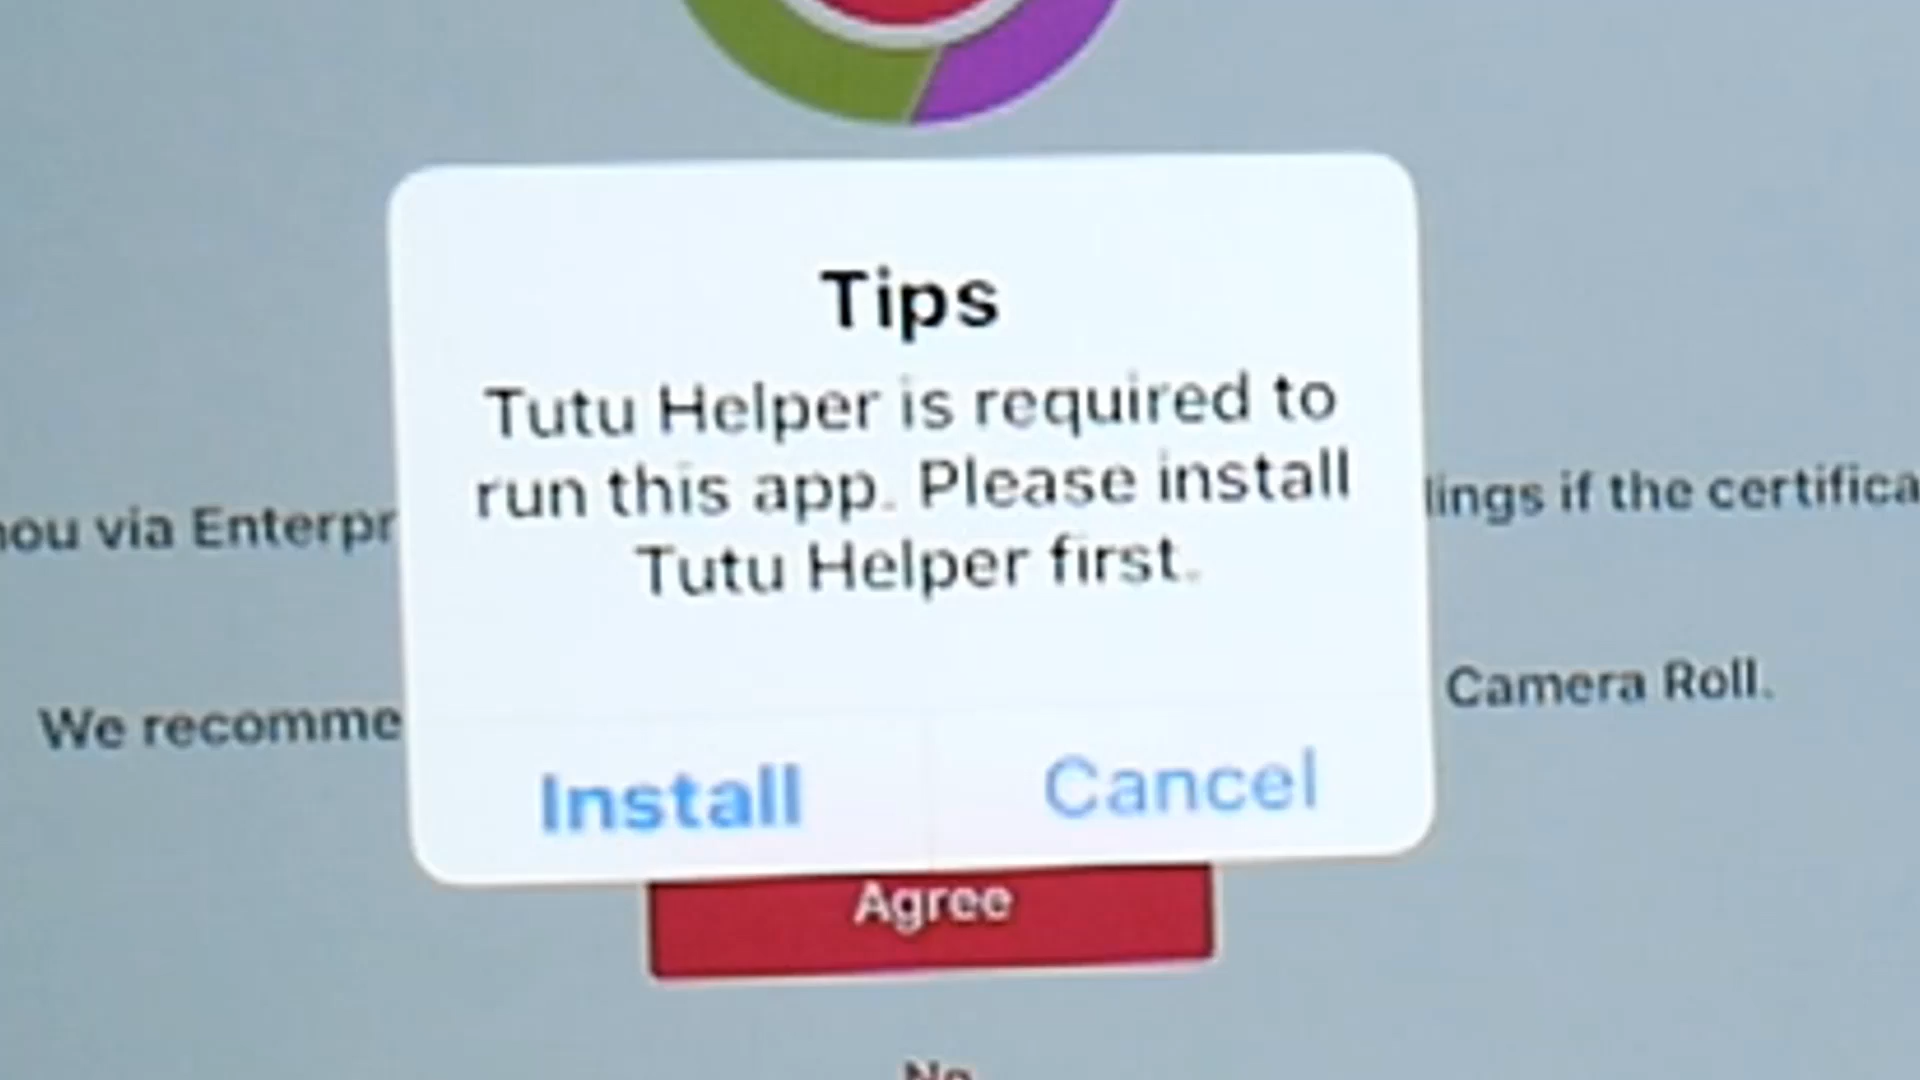 Tips
Tutu Helper is required to
run this app. Please install
Tutu Helper first.
via Enterpr
lings if the certifica
We recomme
Camera Roll.
Install
Cancel
Agree
No